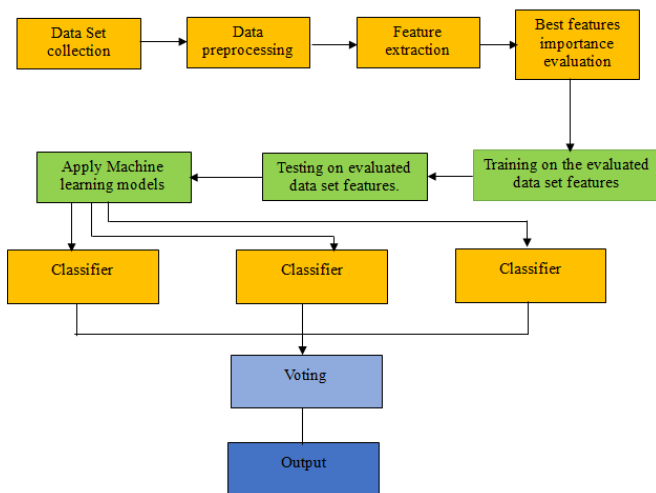 Data Set
collection
Data
preprocessing
Feature
extraction
Best features
importance
evaluation
Apply Machine
learning models
Testing on evaluated
data set features.
Training on the evaluated
data set features
Classifier
Classifier
Classifier
Voting
Output